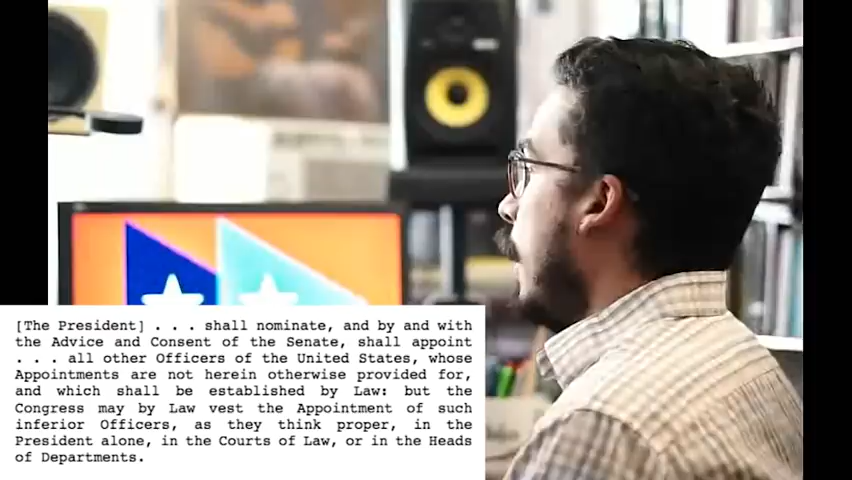 [The President] . . . shall nominate, and by and with
the Advice and Consent of the Senate, shall appoint
. . . all other Officers of the United States, whose
Appointments are not herein otherwise provided for,
and which shall be established by Law: but the
Congress may by Law vest the Appointment of such
inferior Officers, as they think proper, in the
President alone, in the Courts of Law, or in the Heads
of Departments.